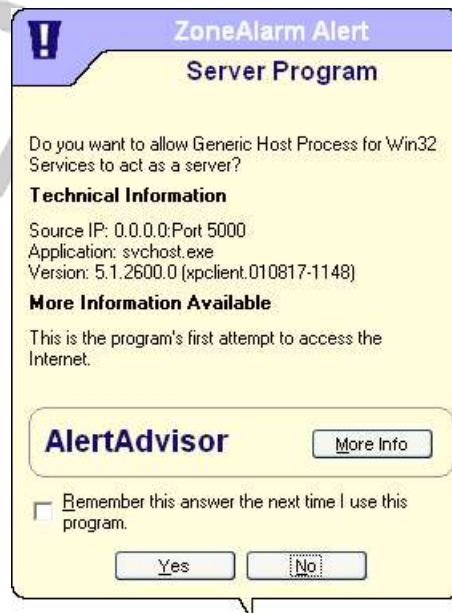 ZoneAlarm Alert
Server Program
Do you want to allow Generic Host Process for Win32
Services to act as a server?
Technical Information
Source IP: 0.0.0.0:Port 5000
Application: svchost.exe
Version: 5.1.2600.0 (xpclient.010817-1148)
More Information Available
This is the program's first attempt to access the
Internet.
AlertAdvisor
More Info
Remember this answer the next time I use this
program.
Yes
No